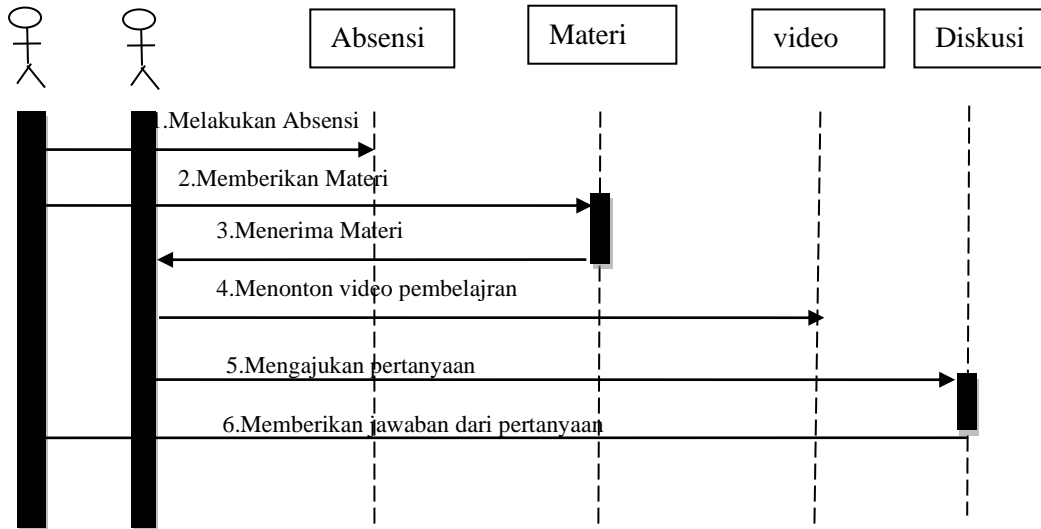 Absensi
Materi
video
Diskusi
1.Melakukan Absensi
2.Memberikan Materi
3.Menerima Materi
4.Menonton video pembelajran
5.Mengajukan pertanyaan
6.Memberikan jawaban dari pertanyaan